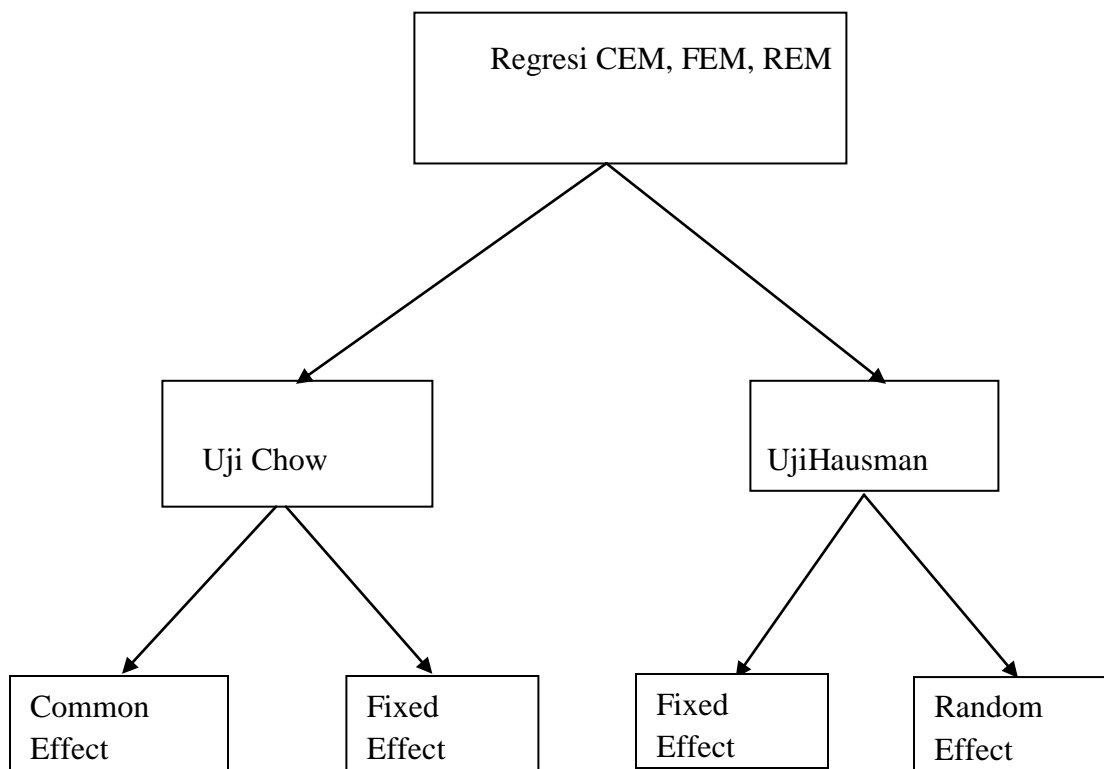 Regresi CEM, FEM, REM
Uji Chow
UjiHausman
Common
Effect
Fixed
Effect
Fixed
Effect
Random
Effect